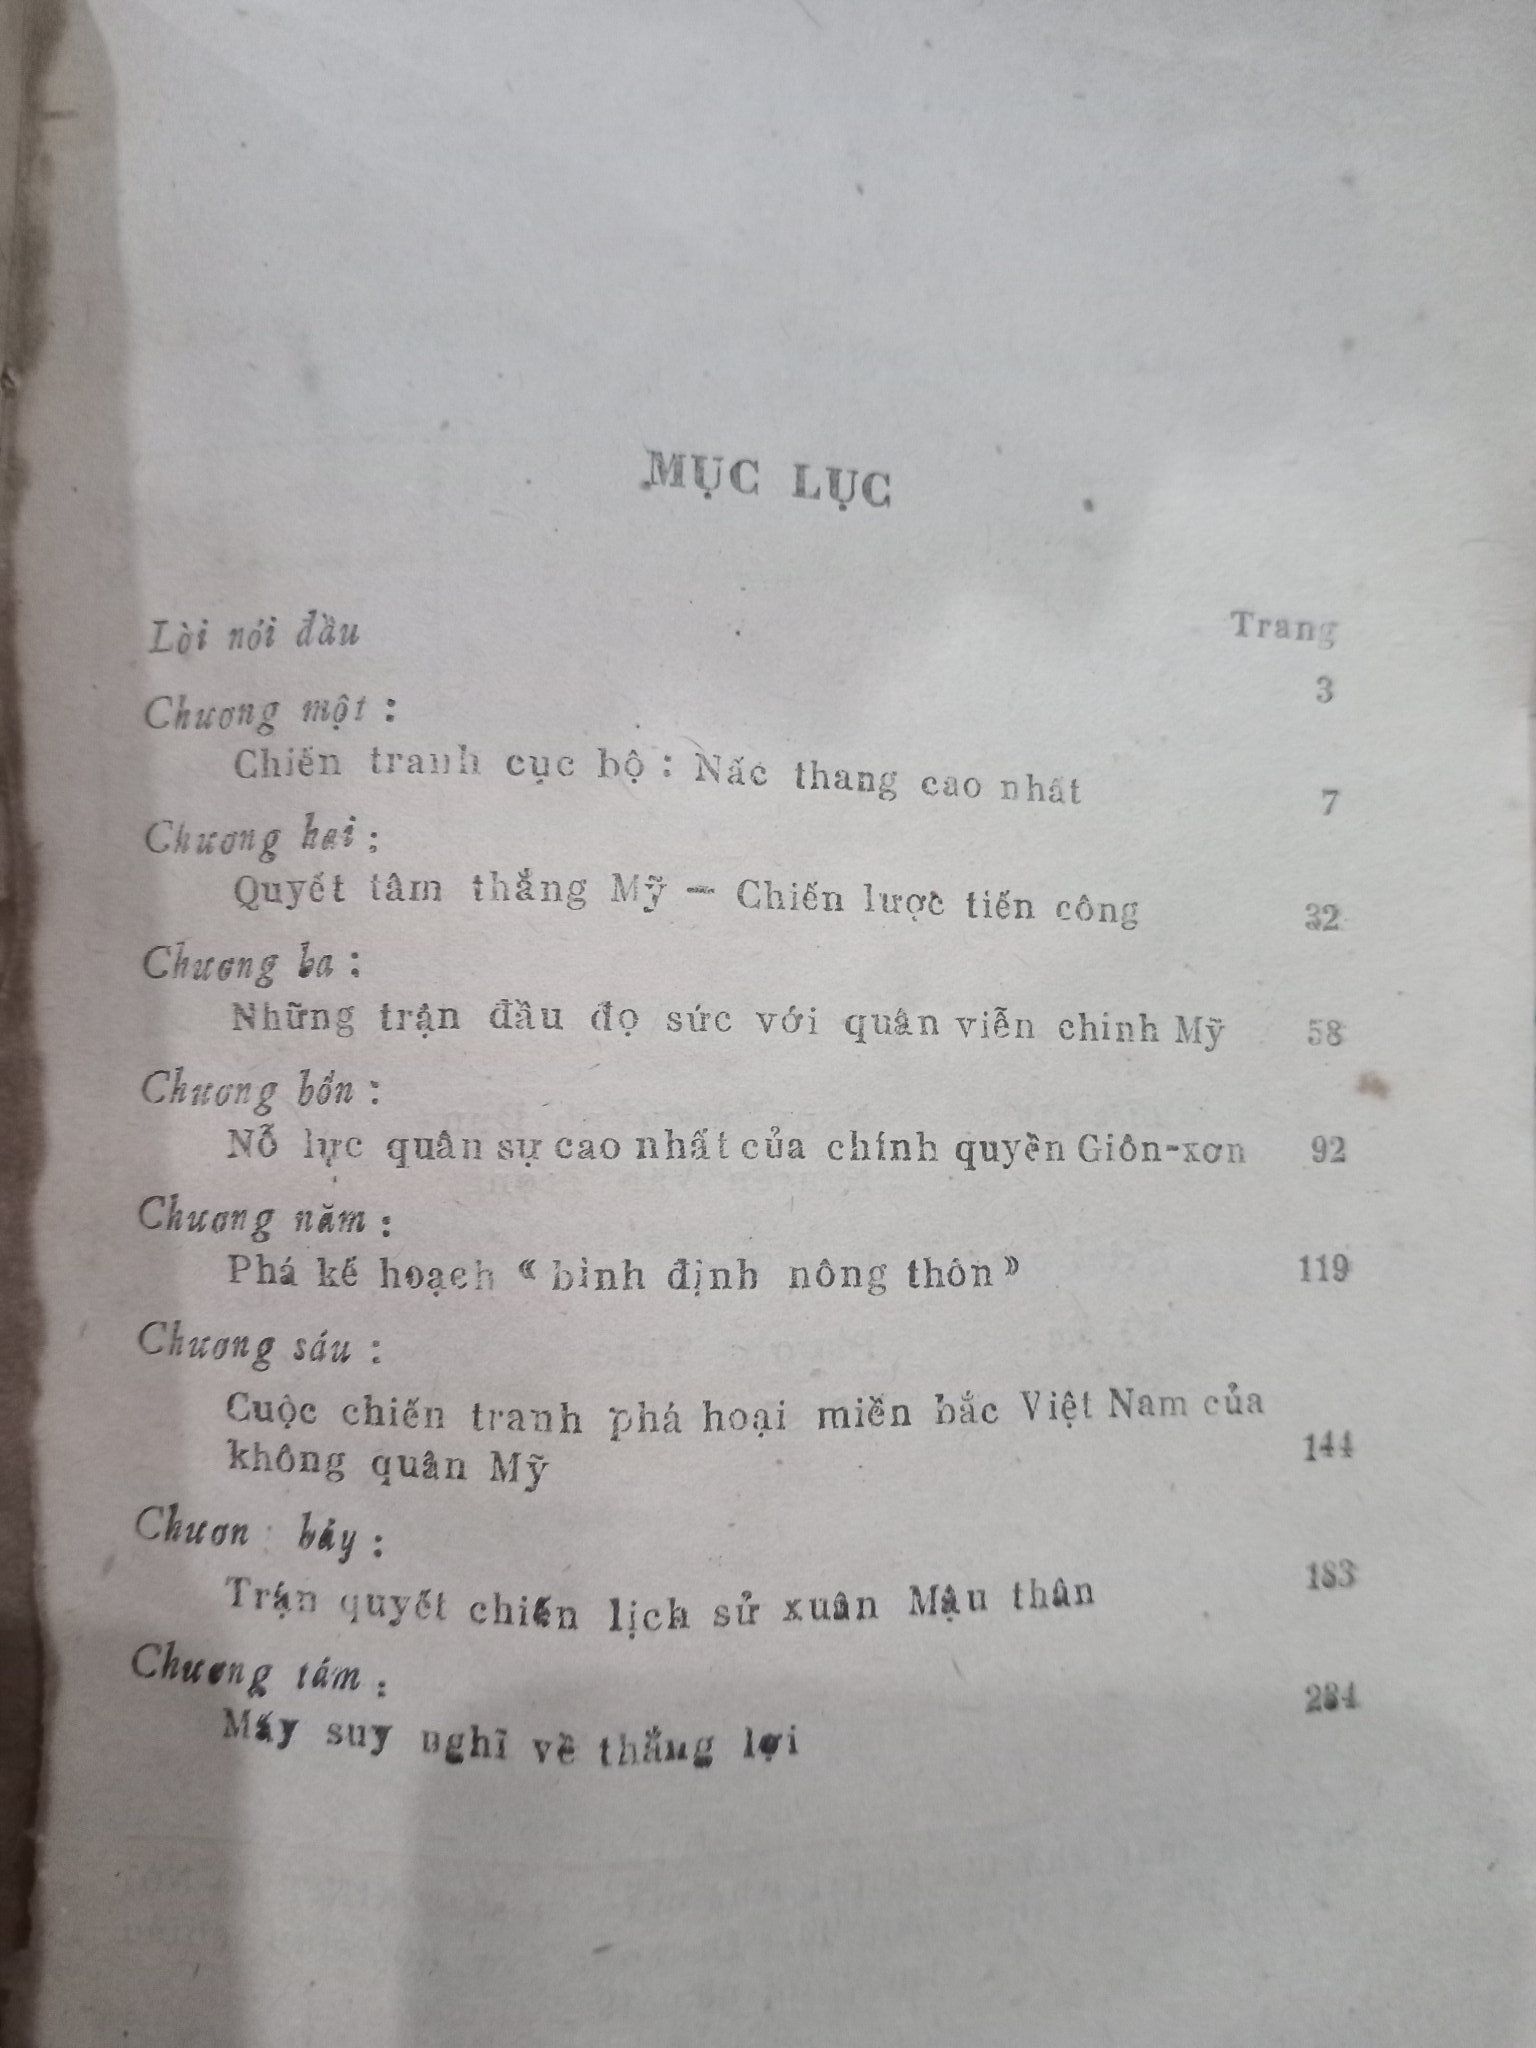 MỤC LỤC
Lời nói đầu Trang
3
Chương một :
Chiến tranh cục bộ : Nấc thang cao nhất 7
Chương hai :
Quyết tâm thắng Mỹ — Chiến lược tiến công 32
Chương ba :
Những trận đầu đọ sức với quân viễn chinh Mỹ 58
Chương bốn :
Nỗ lực quân sự cao nhất của chính quyền Giôn-xơn 92
Chương năm :
Phá kế hoạch « bình định nông thôn » 119
Chương sáu :
Cuộc chiến tranh phá hoại miền bắc Việt Nam của
không quân Mỹ 144
Chươn bảy :
Trận quyết chiến lịch sử xuân Mậu thân 183
Chương tám :
Mấy suy nghĩ về thắng lợi